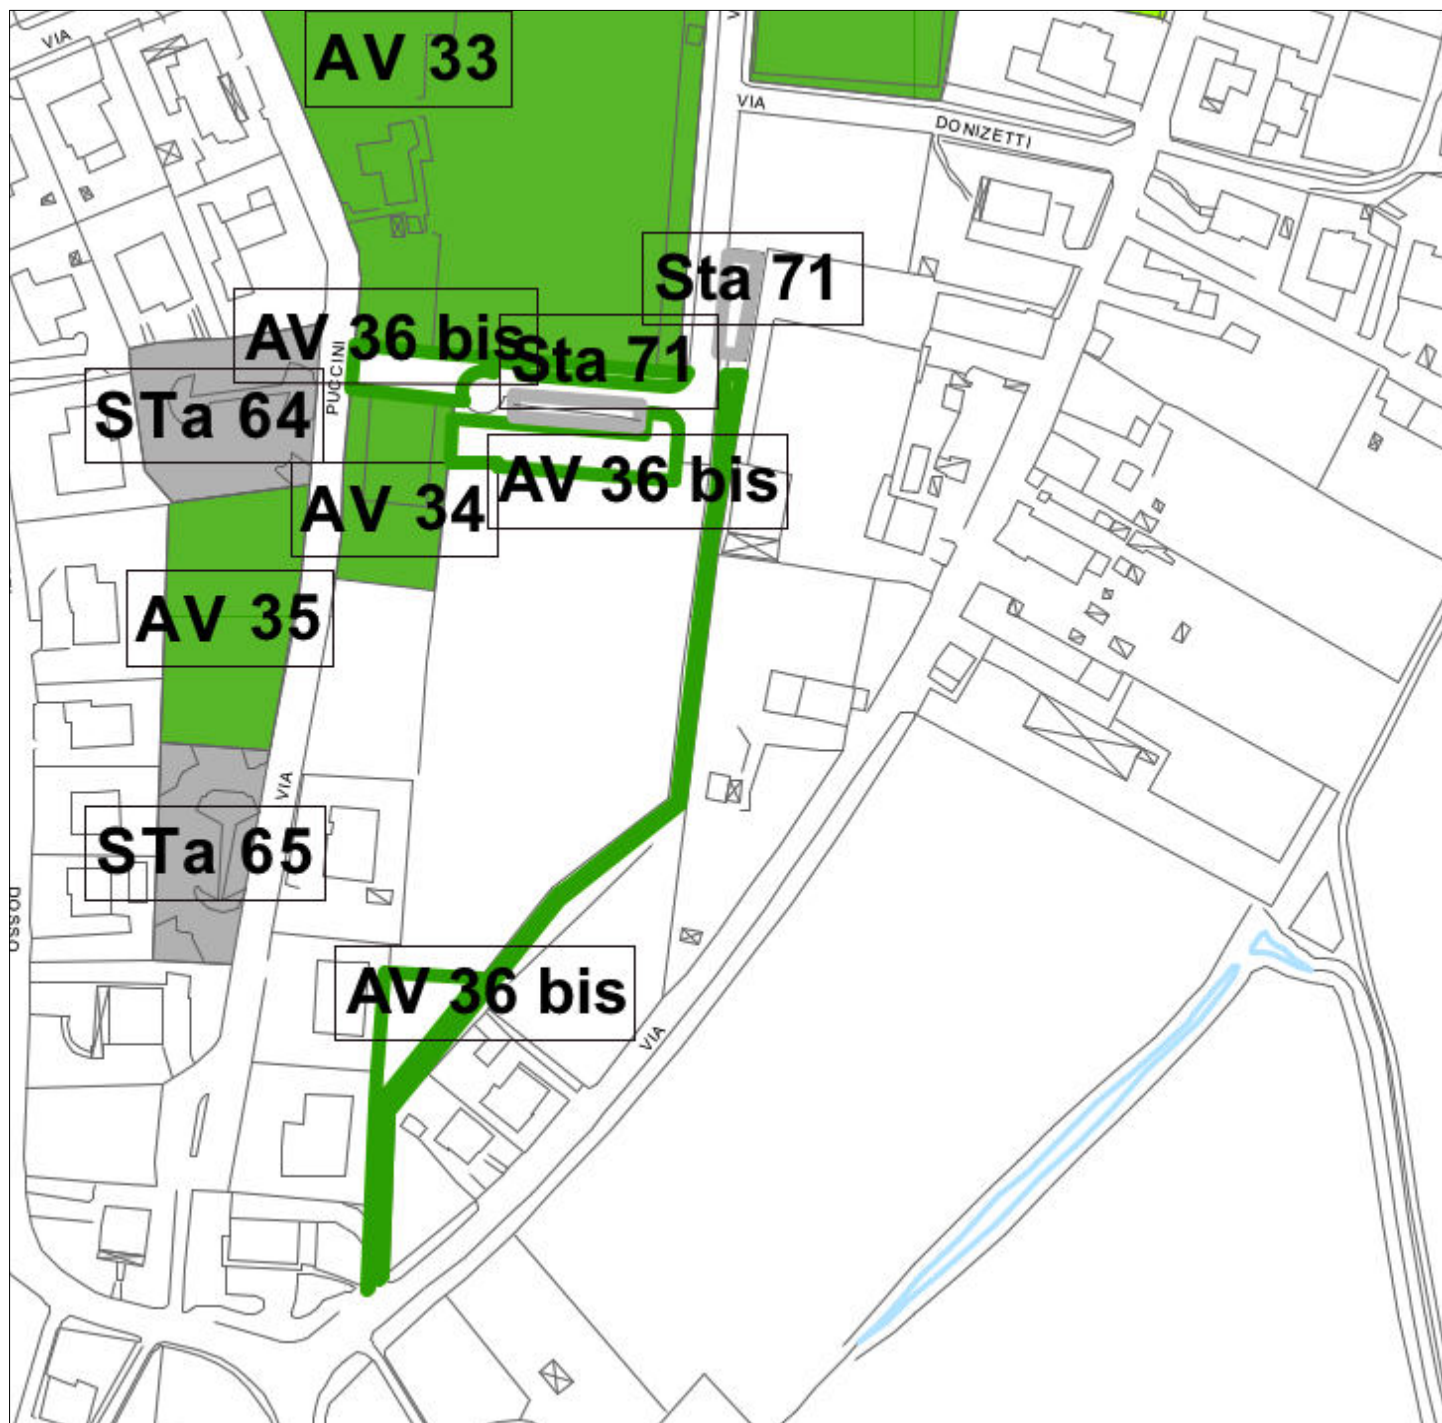 VIA
AV 33
VIA
DONIZETTI
Sta 71
AV 36 bis
Sta 71
PUCCINI
STa 64
AV 36 bis
AV 34
AV 35
VIA
STa 65
DOSSO
AV 36 bis
VIA